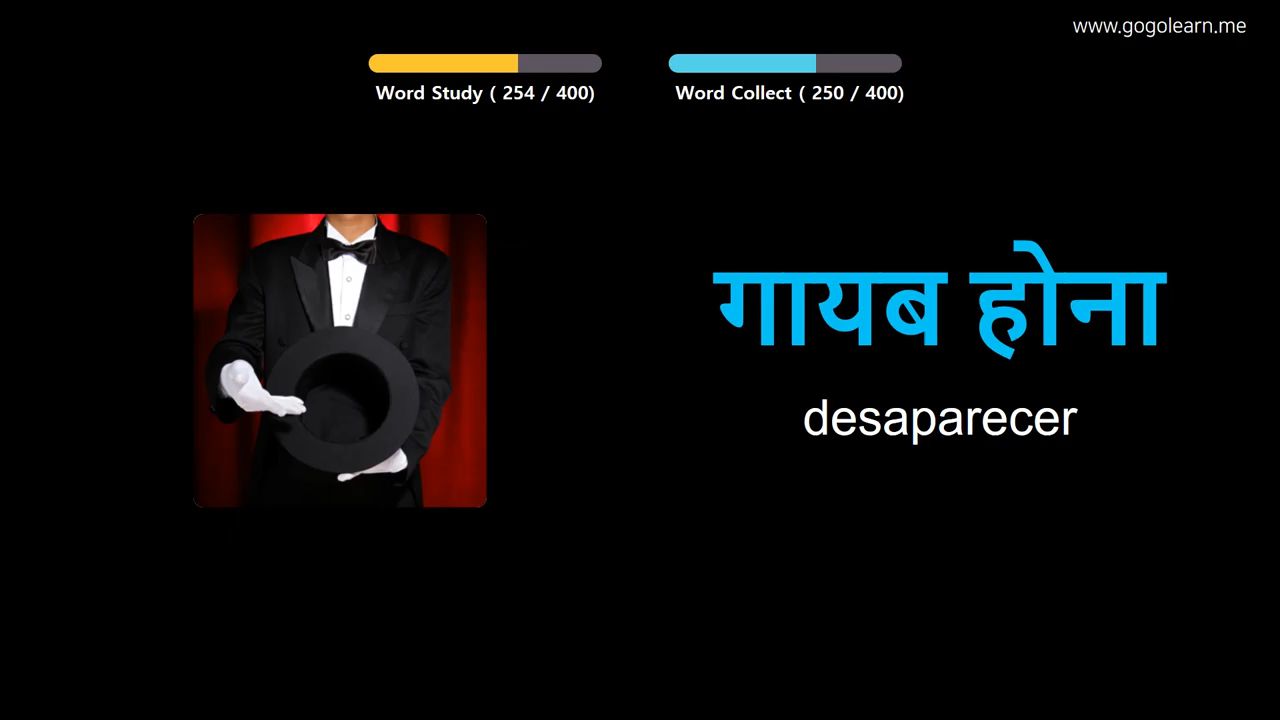 www.gogolearn.me
Word Study ( 254 / 400)
Word Collect ( 250 / 400)
गायब होना
desaparecer